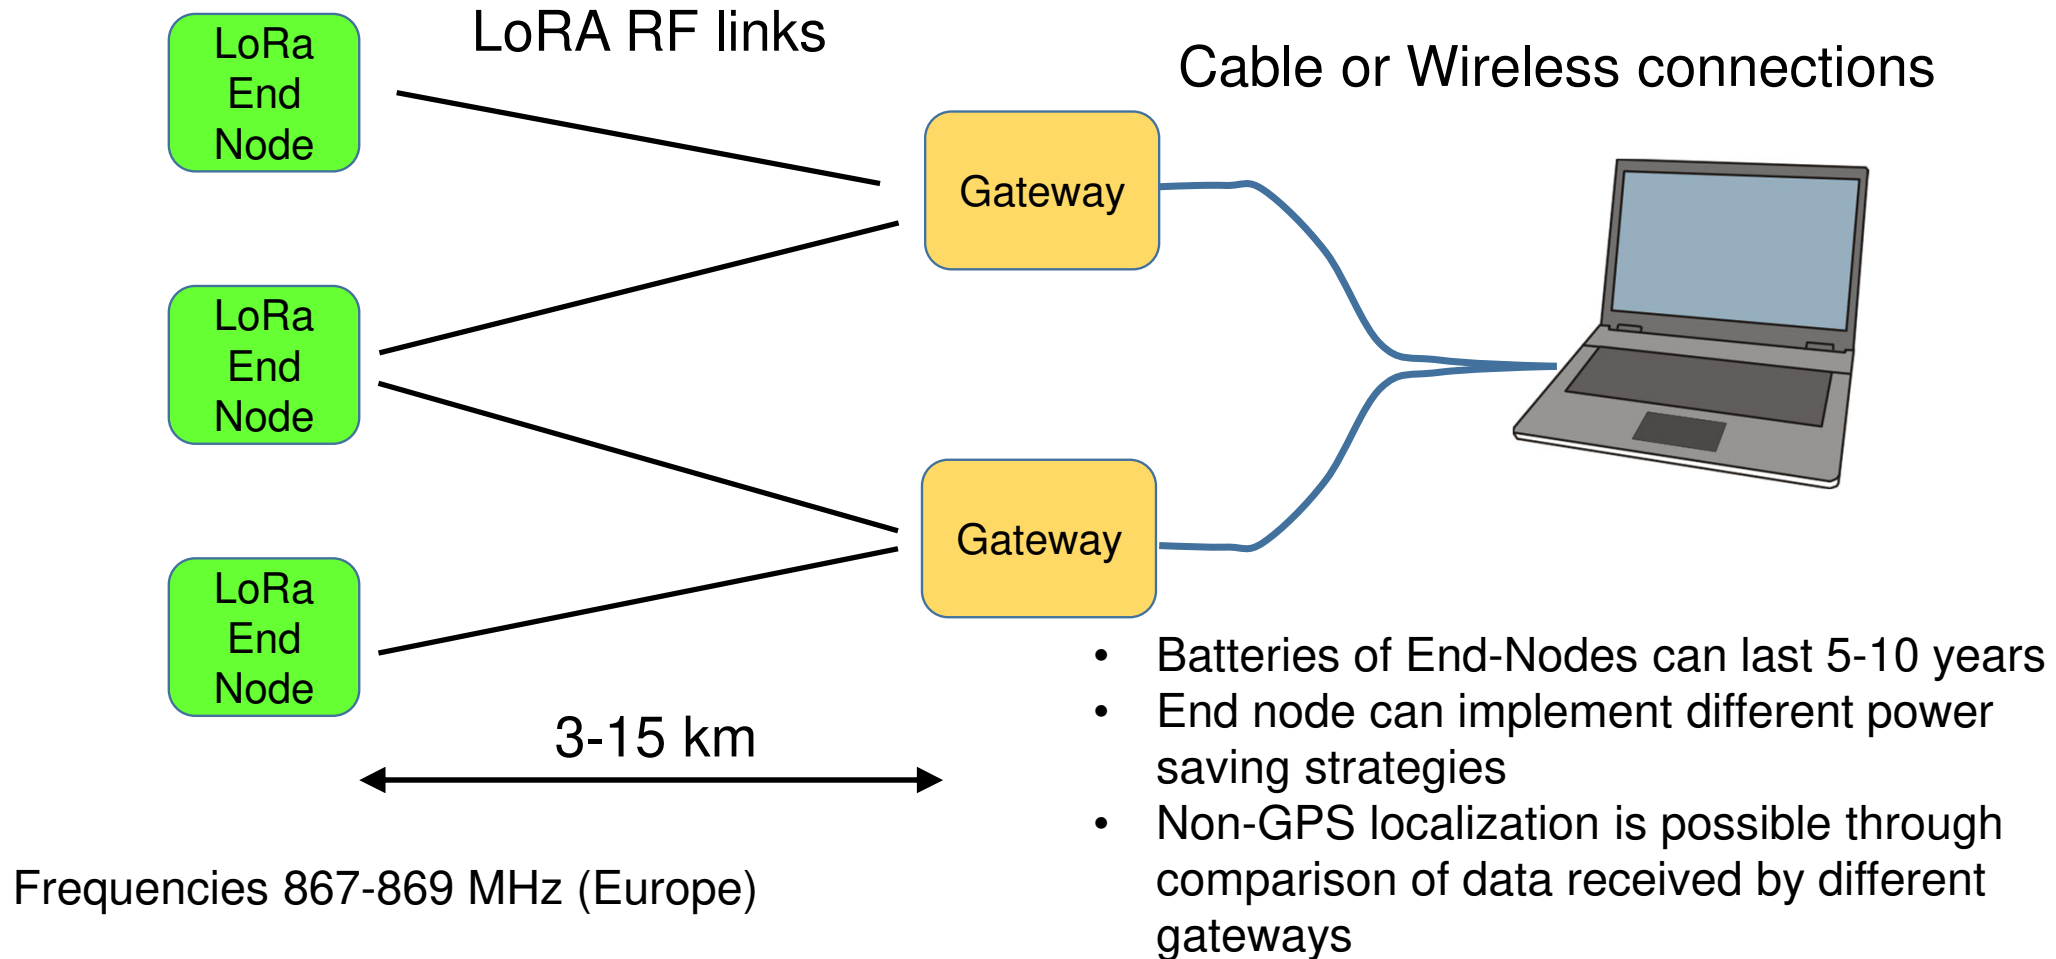 LoRA RF links
Cable or Wireless connections
LoRa
End
Node
Gateway
LoRa
End
Node
Gateway
LoRa
End
Node
3-15 km
Frequencies 867-869 MHz (Europe)
• Batteries of End-Nodes can last 5-10 years
• End node can implement different power
saving strategies
• Non-GPS localization is possible through
comparison of data received by different
gateways